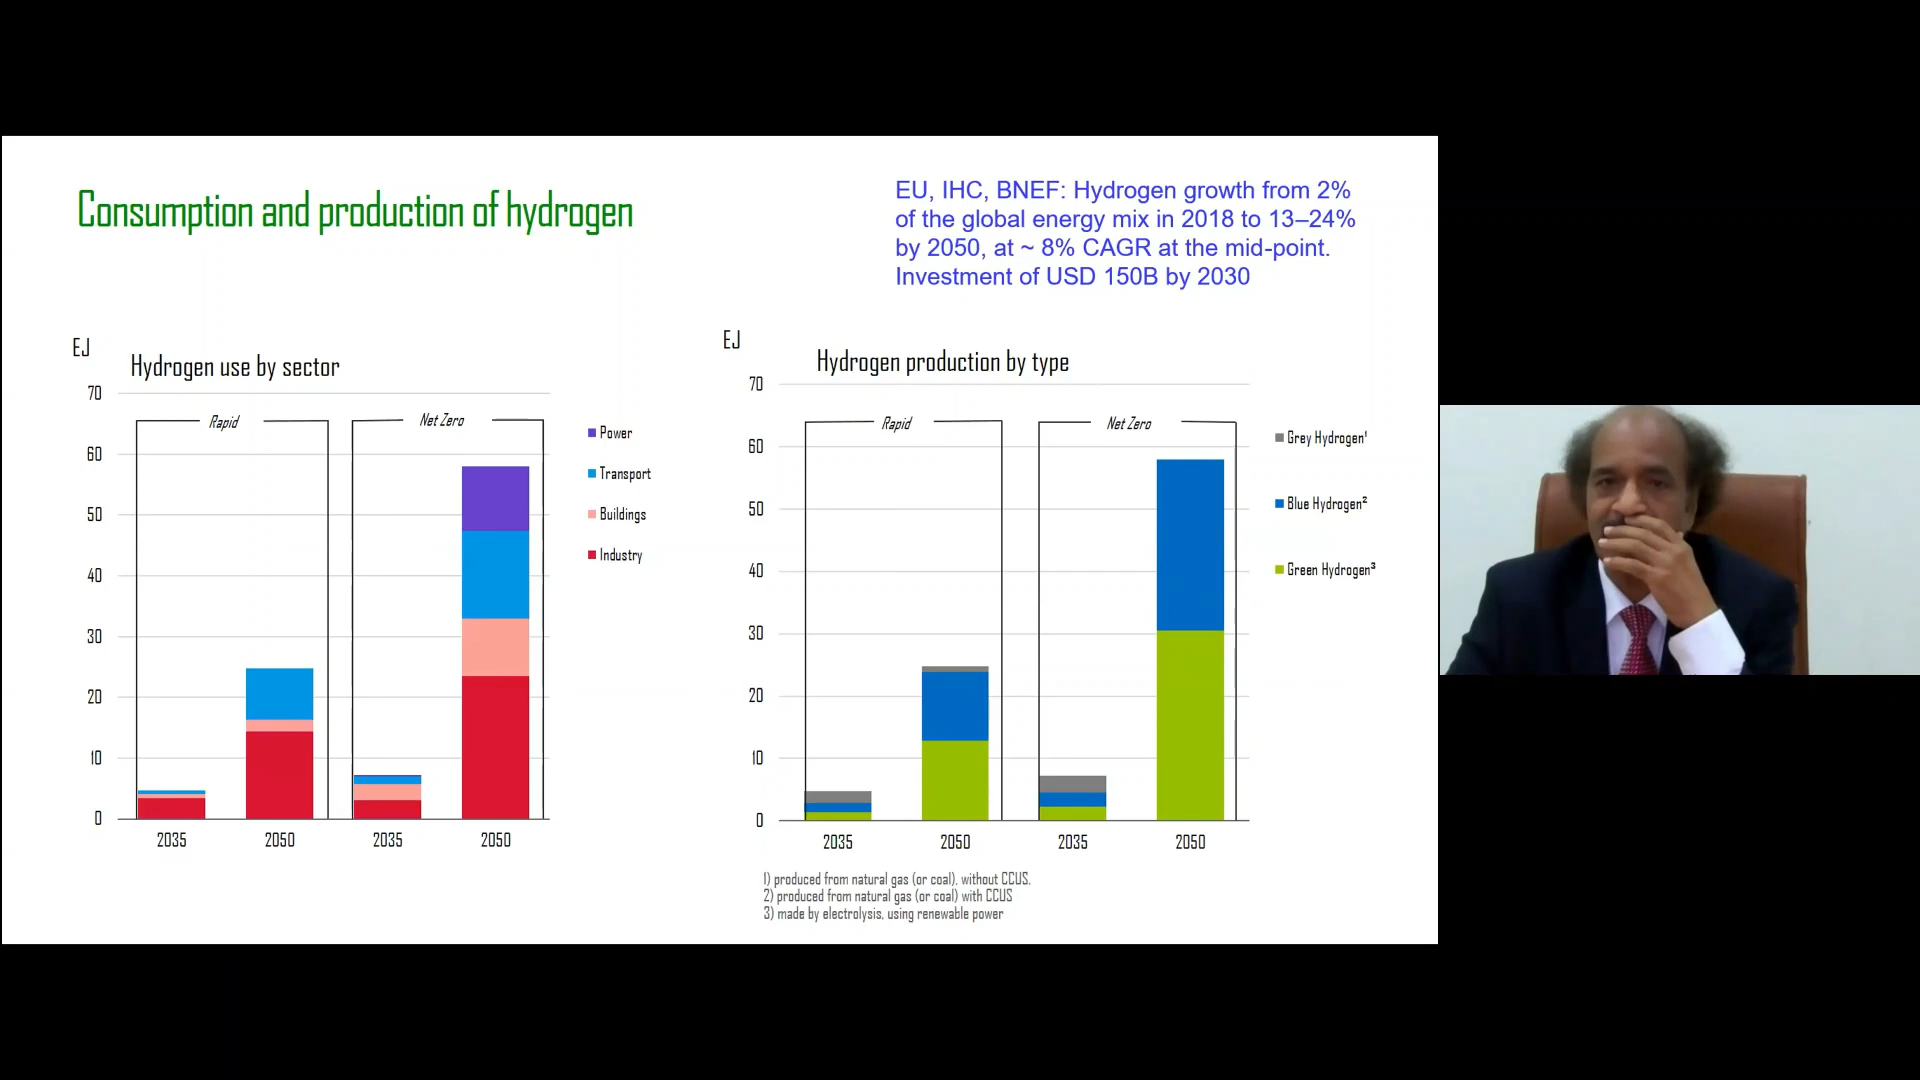 Consumption and production of hydrogen
EU, IHC, BNEF: Hydrogen growth from 2%
of the global energy mix in 2018 to 13–24%
by 2050, at ~ 8% CAGR at the mid-point.
Investment of USD 150B by 2030
EJ
Hydrogen use by sector
70
60
50
40
30
20
10
0
Rapid
Net Zero
2035
2050
2035
2050
Power
Transport
Buildings
Industry
EJ
Hydrogen production by type
70
60
50
40
30
20
10
0
Rapid
Net Zero
2035
2050
2035
2050
Grey Hydrogen¹
Blue Hydrogen²
Green Hydrogen³
1) produced from natural gas (or coal), without CCUS.
2) produced from natural gas (or coal) with CCUS
3) made by electrolysis, using renewable power